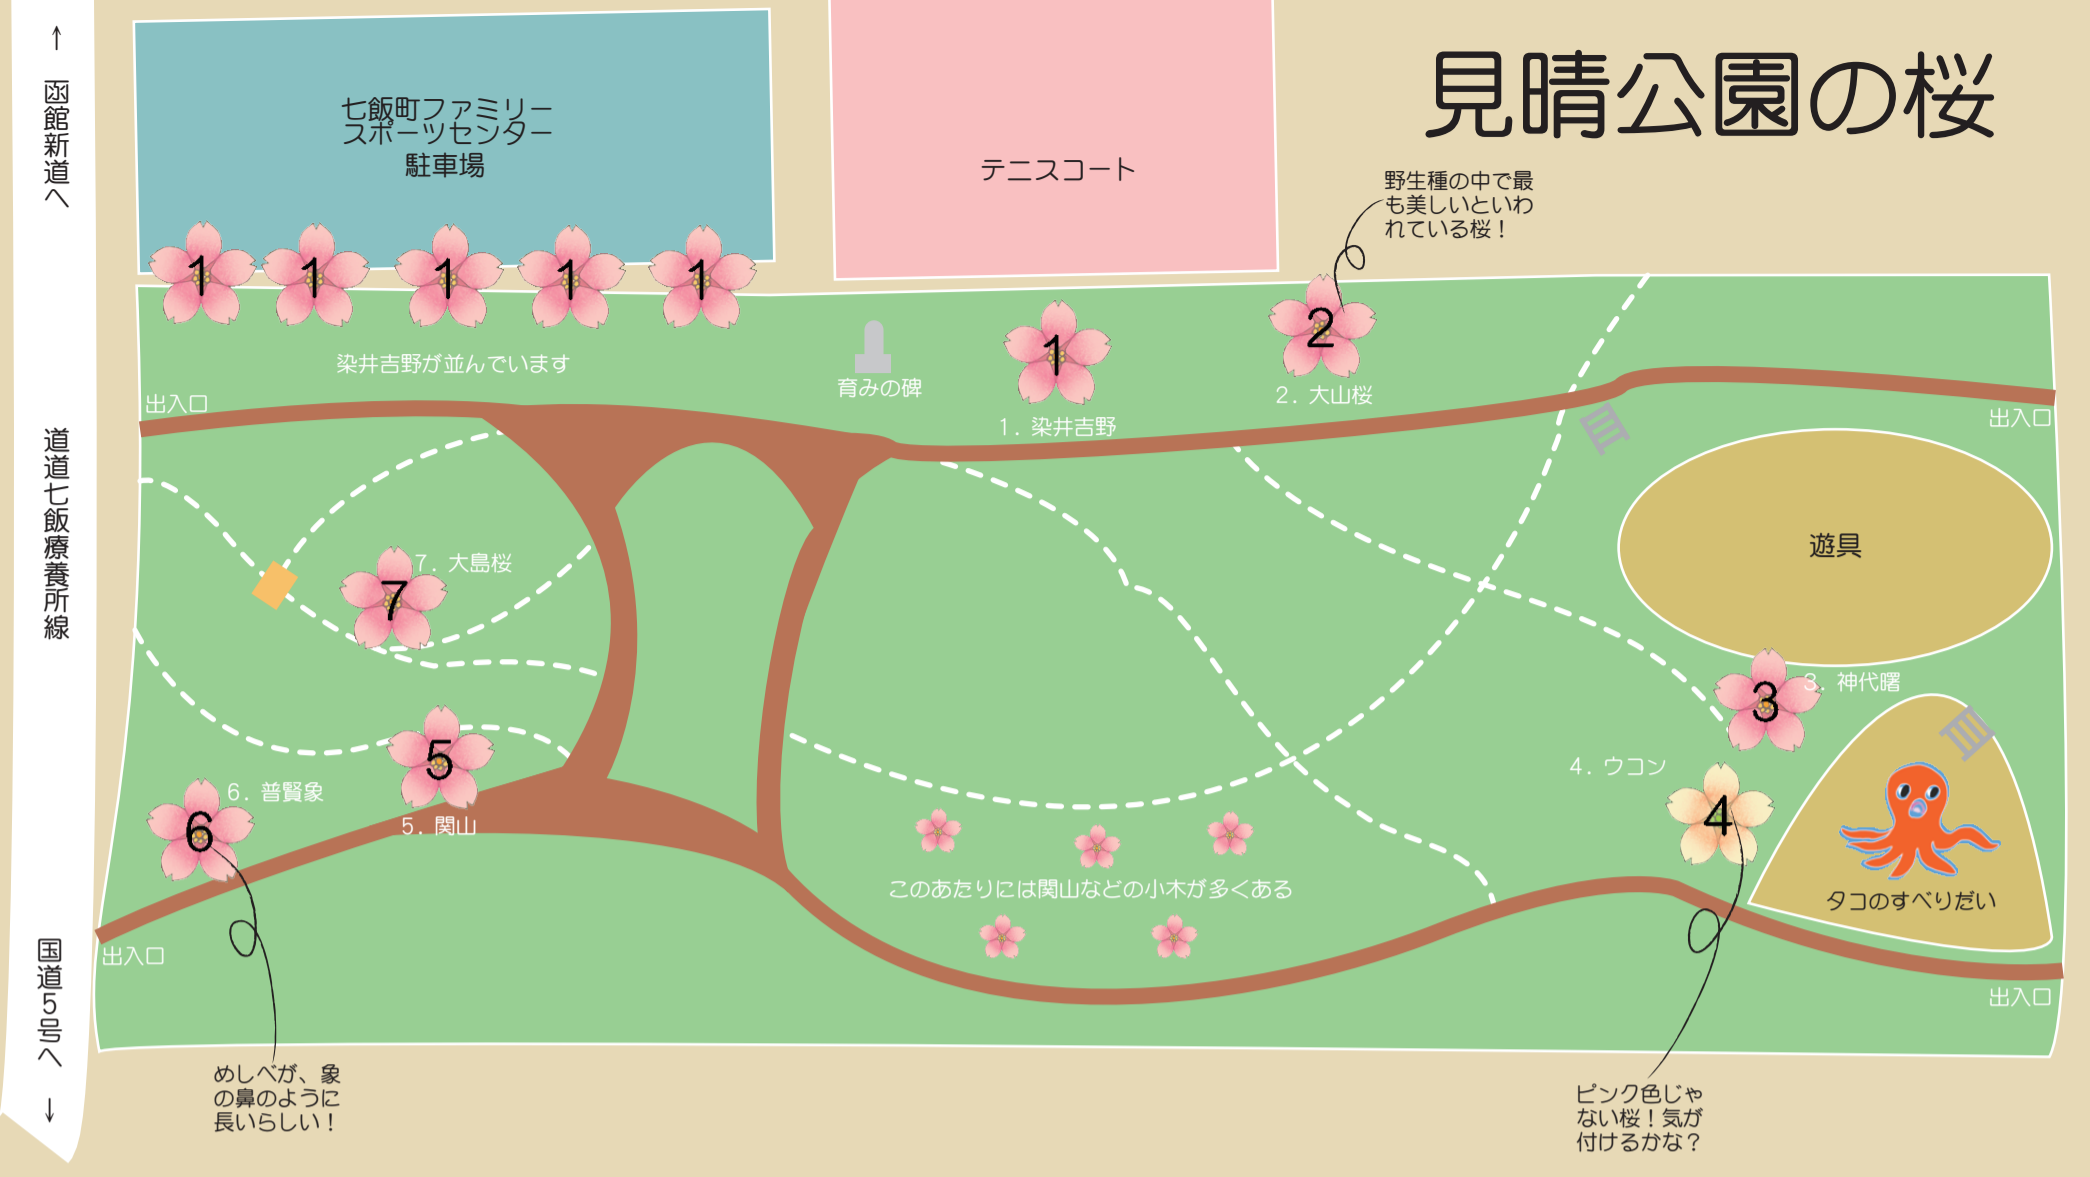 見晴公園の桜
↑ 函館新道へ
道道七飯療養所線
国道5号へ ↓
七飯町ファミリー
スポーツセンター
駐車場
テニスコート
野生種の中で最
も美しいといわ
れている桜！
1
1
1
1
1
染井吉野が並んでいます
育みの碑
1
1. 染井吉野
2
2. 大山桜
出入口
出入口
遊具
7
7. 大島桜
3
3. 神代曙
4. ウコン
4
5
5. 関山
6. 普賢象
6
このあたりには関山などの小木が多くある
タコのすべりだい
出入口
出入口
めしべが、象
の鼻のように
長いらしい！
ピンク色じゃ
ない桜！気が
付けるかな？